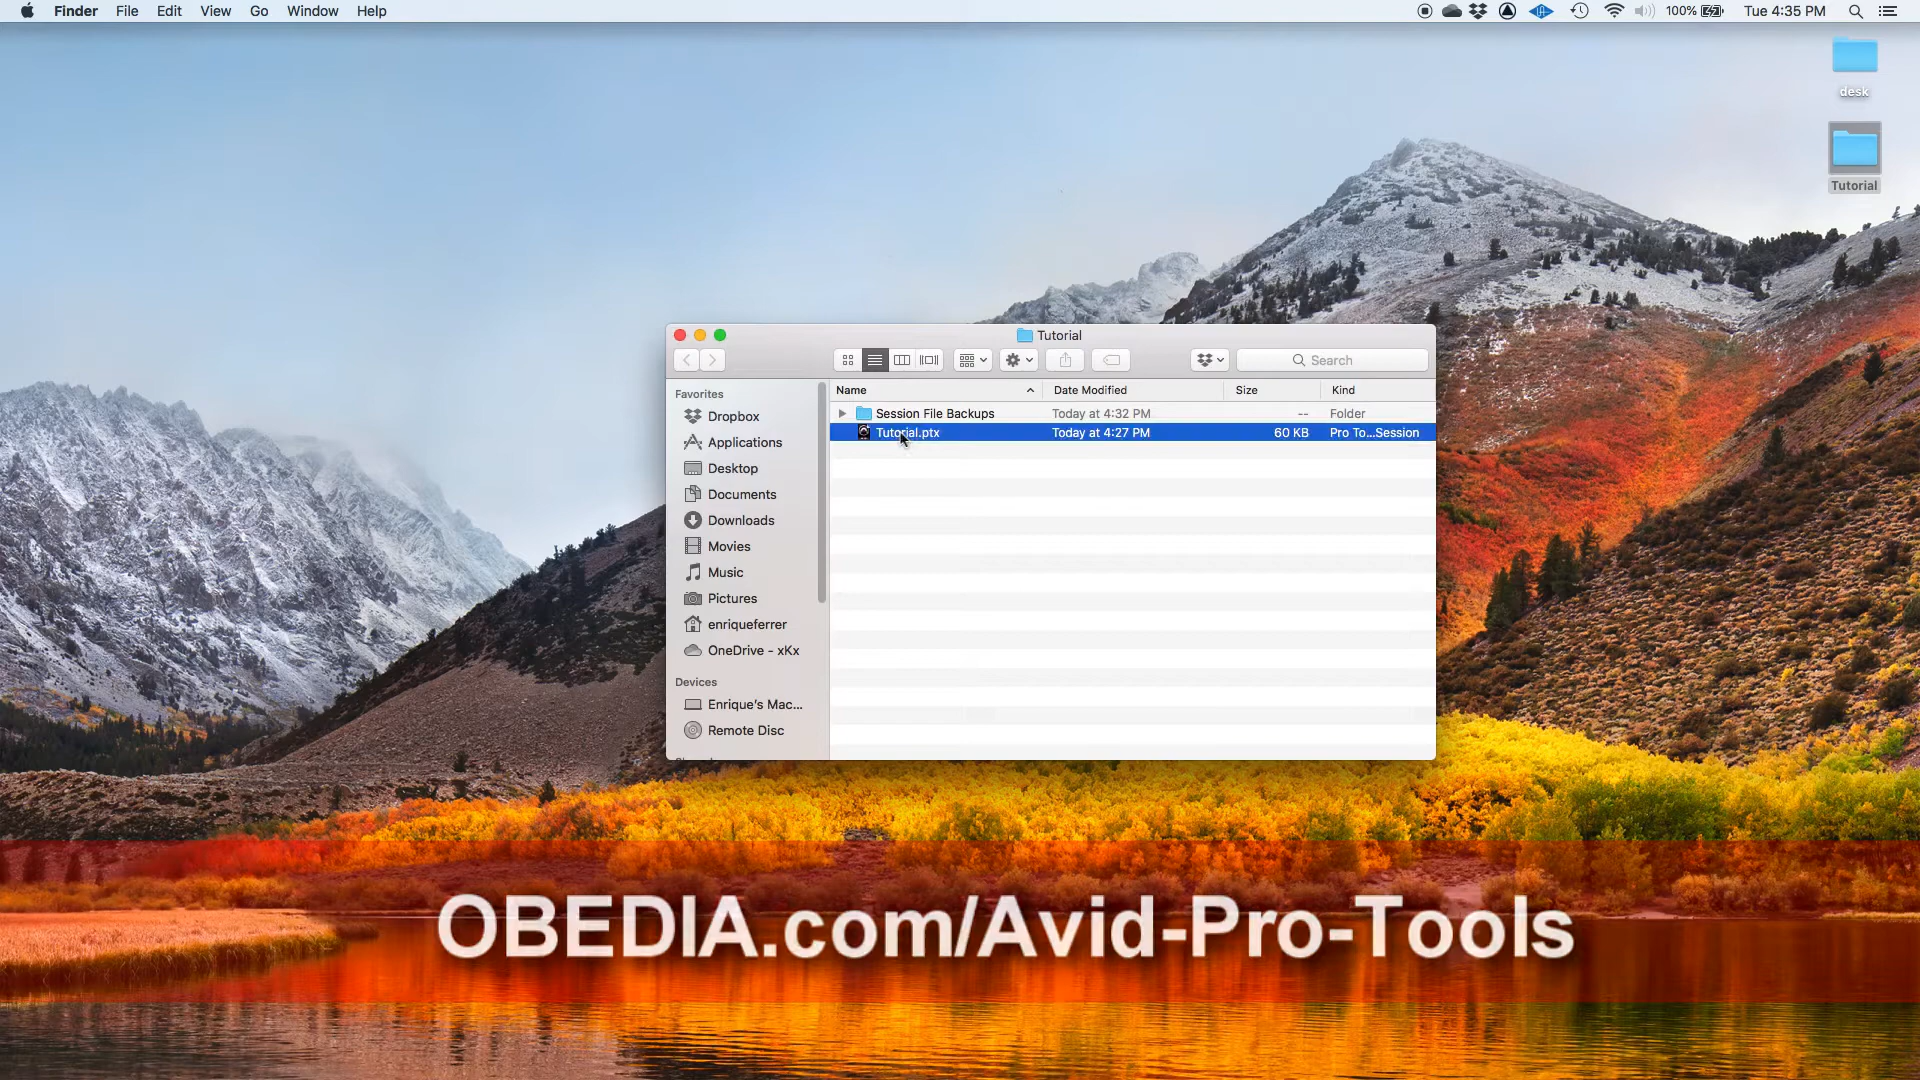 Finder File Edit View Go Window Help 100% Tue 4:35 PM
desk
Tutorial
Tutorial
Search
Favorites
Dropbox
Applications
Desktop
Documents
Downloads
Movies
Music
Pictures
enriqueferrer
OneDrive - xKx
Devices
Enrique's Mac...
Remote Disc
Name Date Modified Size Kind
Session File Backups Today at 4:32 PM -- Folder
Tutorial.ptx Today at 4:27 PM 60 KB Pro To...Session
OBEDIA.com/Avid-Pro-Tools